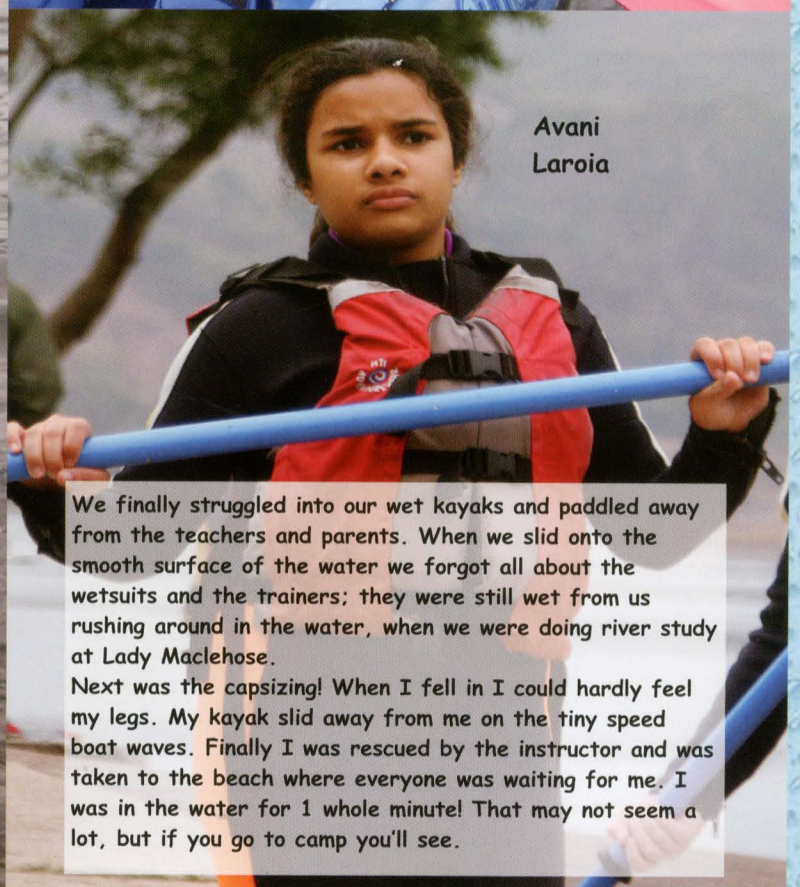 Avani
Laroia
We finally struggled into our wet kayaks and paddled away
from the teachers and parents. When we slid onto the
smooth surface of the water we forgot all about the
wetsuits and the trainers; they were still wet from us
rushing around in the water, when we were doing river study
at Lady Maclehose.
Next was the capsizing! When I fell in I could hardly feel
my legs. My kayak slid away from me on the tiny speed
boat waves. Finally I was rescued by the instructor and was
taken to the beach where everyone was waiting for me. I
was in the water for 1 whole minute! That may not seem a
lot, but if you go to camp you'll see.